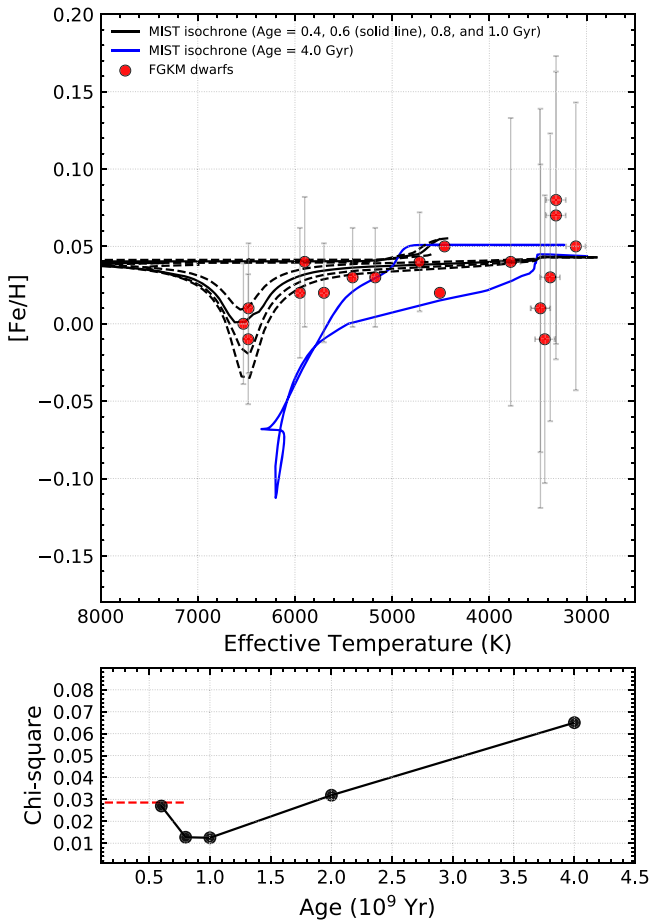 MIST isochrone (Age = 0.4, 0.6 (solid line), 0.8, and 1.0 Gyr)
MIST isochrone (Age = 4.0 Gyr)
FGKM dwarfs
0.20
0.15
0.10
0.05
0.00
−0.05
−0.10
−0.15
[Fe/H]
8000 7000 6000 5000 4000 3000
Effective Temperature (K)
0.08
0.07
0.06
0.05
0.04
0.03
0.02
0.01
Chi-square
0.5 1.0 1.5 2.0 2.5 3.0 3.5 4.0 4.5
Age (10⁹ Yr)